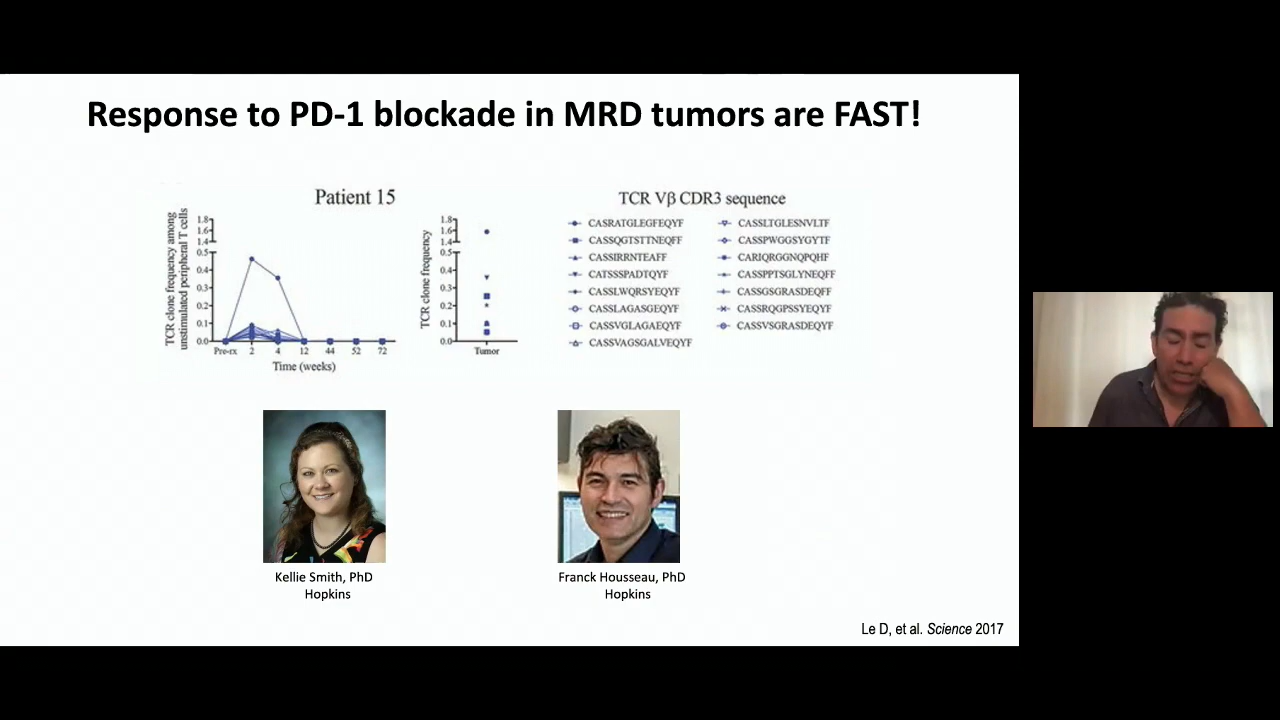 Response to PD-1 blockade in MRD tumors are FAST!
Patient 15
TCR clone frequency among
unstimulated peripheral T cells
1.8
1.6
1.4
0.5
0.4
0.3
0.2
0.1
0.0
Pre-rx 2 4 12 44 52 72
Time (weeks)
TCR clone frequency
1.8
1.6
1.4
0.5
0.4
0.3
0.2
0.1
0.0
Tumor
TCR Vβ CDR3 sequence
CASRATGLEGFEQYF
CASSQGTSTTNEQFF
CASSIRRNTEAFF
CATSSSPADTQYF
CASSLWQRSYEQYF
CASSLAGASGEQYF
CASSVGLAGAEQYF
CASSVAGSGALVEQYF
CASSLTGLESNVLTF
CASSPWGGSYGYTF
CARIQRGGNQPQHF
CASSPPTSGLYNEQFF
CASSGSGRASDEQFF
CASSRQGPSSYEQYF
CASSVSGRASDEQYF
Kellie Smith, PhD
Hopkins
Franck Housseau, PhD
Hopkins
Le D, et al. Science 2017